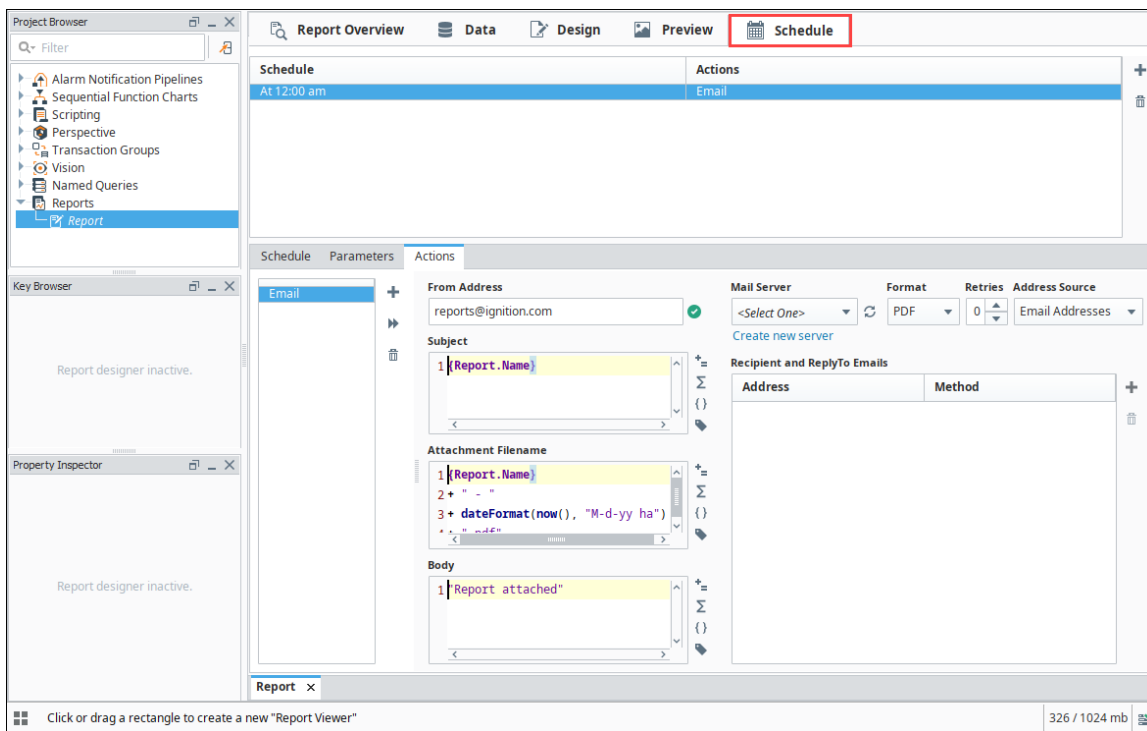 Project Browser
Filter
Alarm Notification Pipelines
Sequential Function Charts
Scripting
Perspective
Transaction Groups
Vision
Named Queries
Reports
Report
Key Browser
Report designer inactive.
Property Inspector
Report designer inactive.
Report Overview Data Design Preview Schedule
Schedule Actions
At 12:00 am Email
Schedule Parameters Actions
Email
From Address
reports@ignition.com
Subject
1 {Report.Name}
Attachment Filename
1 {Report.Name}
2 + " - "
3 + dateFormat(now(), "M-d-yy ha")
Body
1 "Report attached"
Mail Server Format Retries Address Source
<Select One> PDF 0 Email Addresses
Create new server
Recipient and ReplyTo Emails
Address Method
Report
Click or drag a rectangle to create a new "Report Viewer" 326 / 1024 mb